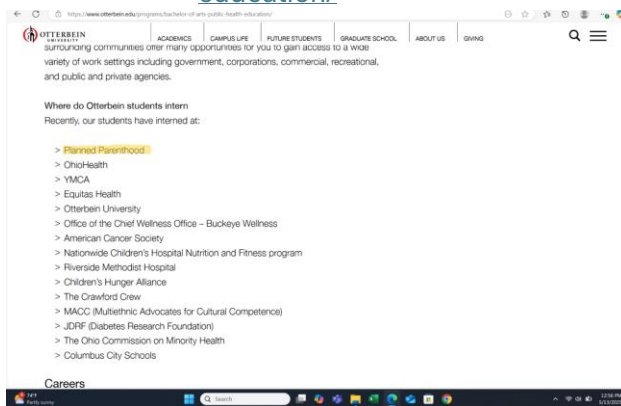 education/
https://www.otterbein.edu/programs/bachelor-of-arts-public-health-education/
OTTERBEIN
UNIVERSITY
ACADEMICS
CAMPUS LIFE
FUTURE STUDENTS
GRADUATE SCHOOL
ABOUT US
GIVING
surrounding communities offer many opportunities for you to gain access to a wide
variety of work settings including government, corporations, commercial, recreational,
and public and private agencies.
Where do Otterbein students intern
Recently, our students have interned at:
> Planned Parenthood
> OhioHealth
> YMCA
> Equitas Health
> Otterbein University
> Office of the Chief Wellness Office – Buckeye Wellness
> American Cancer Society
> Nationwide Children's Hospital Nutrition and Fitness program
> Riverside Methodist Hospital
> Children's Hunger Alliance
> The Crawford Crew
> MACC (Multiethnic Advocates for Cultural Competence)
> JDRF (Diabetes Research Foundation)
> The Ohio Commission on Minority Health
> Columbus City Schools
Careers
Partly sunny
Search
12:56 PM